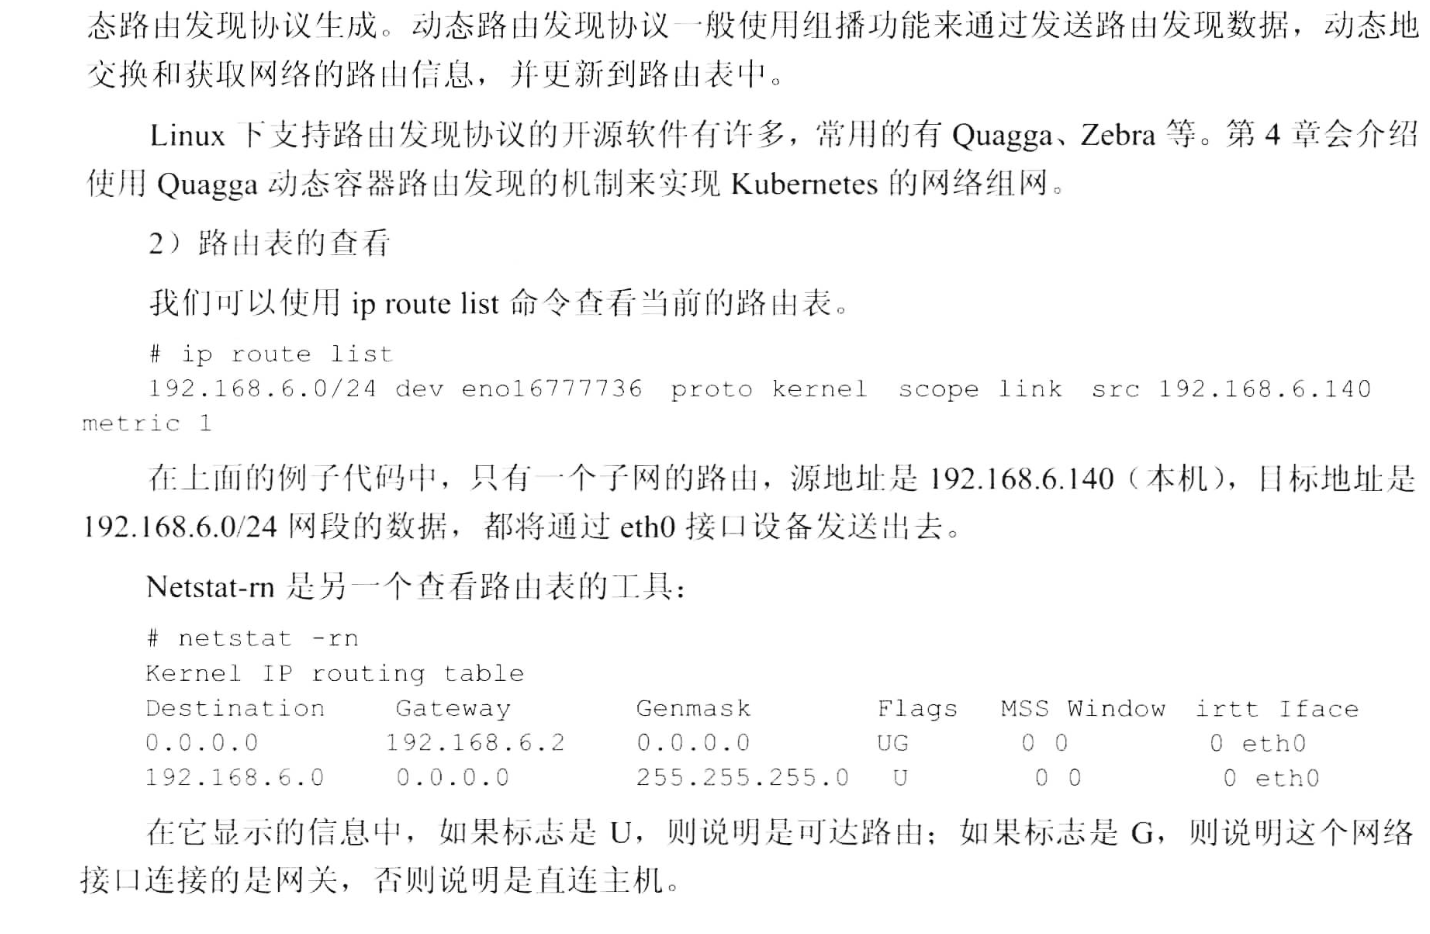 态路由发现协议生成。动态路由发现协议一般使用组播功能来通过发送路由发现数据，动态地
交换和获取网络的路由信息，并更新到路由表中。
Linux 下支持路由发现协议的开源软件有许多，常用的有 Quagga、Zebra 等。第 4 章会介绍
使用 Quagga 动态容器路由发现的机制来实现 Kubernetes 的网络组网。
2）路由表的查看
我们可以使用 ip route list 命令查看当前的路由表。
# ip route list
192.168.6.0/24 dev eno16777736 proto kernel scope link src 192.168.6.140
metric 1
在上面的例子代码中，只有一个子网的路由，源地址是 192.168.6.140（本机），目标地址是
192.168.6.0/24 网段的数据，都将通过 eth0 接口设备发送出去。
Netstat-rn 是另一个查看路由表的工具：
# netstat -rn
Kernel IP routing table
Destination Gateway Genmask Flags MSS Window irtt Iface
0.0.0.0 192.168.6.2 0.0.0.0 UG 0 0 0 eth0
192.168.6.0 0.0.0.0 255.255.255.0 U 0 0 0 eth0
在它显示的信息中，如果标志是 U，则说明是可达路由；如果标志是 G，则说明这个网络
接口连接的是网关，否则说明是直连主机。